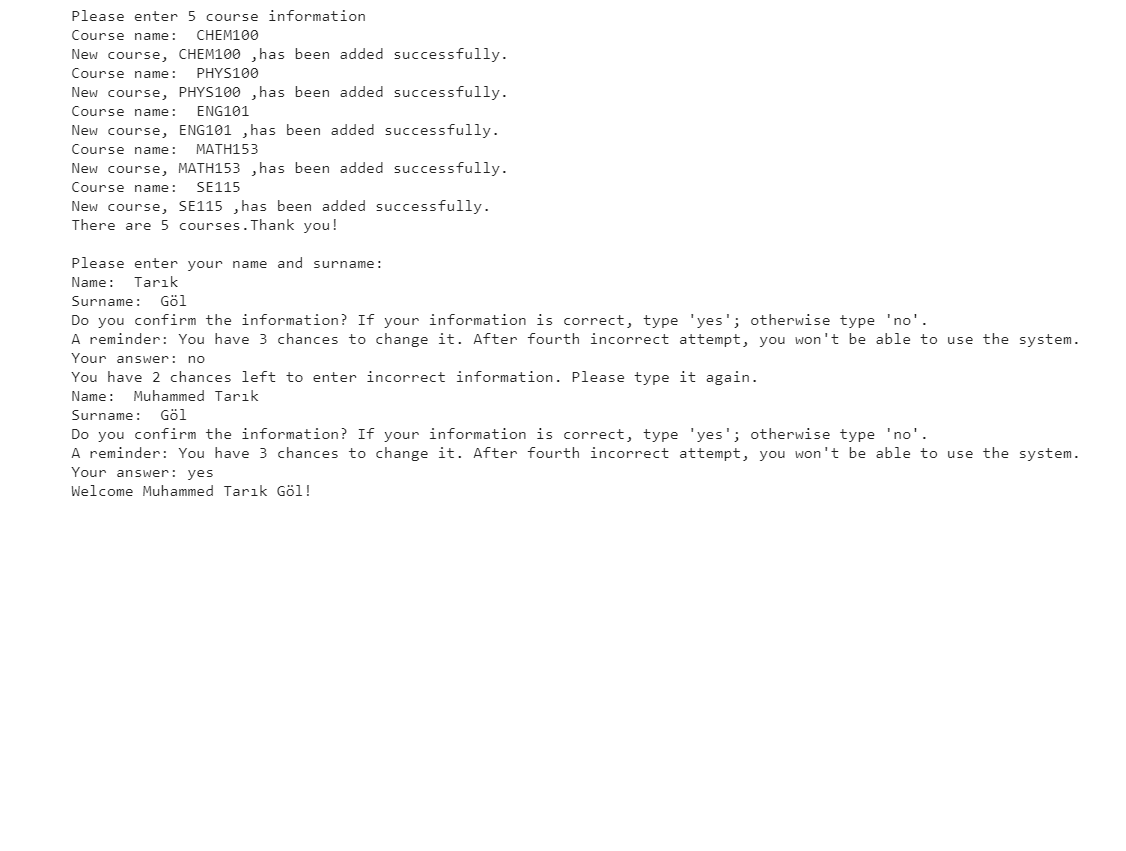 Please enter 5 course information
Course name:  CHEM100
New course, CHEM100 ,has been added successfully.
Course name:  PHYS100
New course, PHYS100 ,has been added successfully.
Course name:  ENG101
New course, ENG101 ,has been added successfully.
Course name:  MATH153
New course, MATH153 ,has been added successfully.
Course name:  SE115
New course, SE115 ,has been added successfully.
There are 5 courses.Thank you!

Please enter your name and surname:
Name:  Tarık
Surname:  Göl
Do you confirm the information? If your information is correct, type 'yes'; otherwise type 'no'.
A reminder: You have 3 chances to change it. After fourth incorrect attempt, you won't be able to use the system.
Your answer: no
You have 2 chances left to enter incorrect information. Please type it again.
Name:  Muhammed Tarık
Surname:  Göl
Do you confirm the information? If your information is correct, type 'yes'; otherwise type 'no'.
A reminder: You have 3 chances to change it. After fourth incorrect attempt, you won't be able to use the system.
Your answer: yes
Welcome Muhammed Tarık Göl!